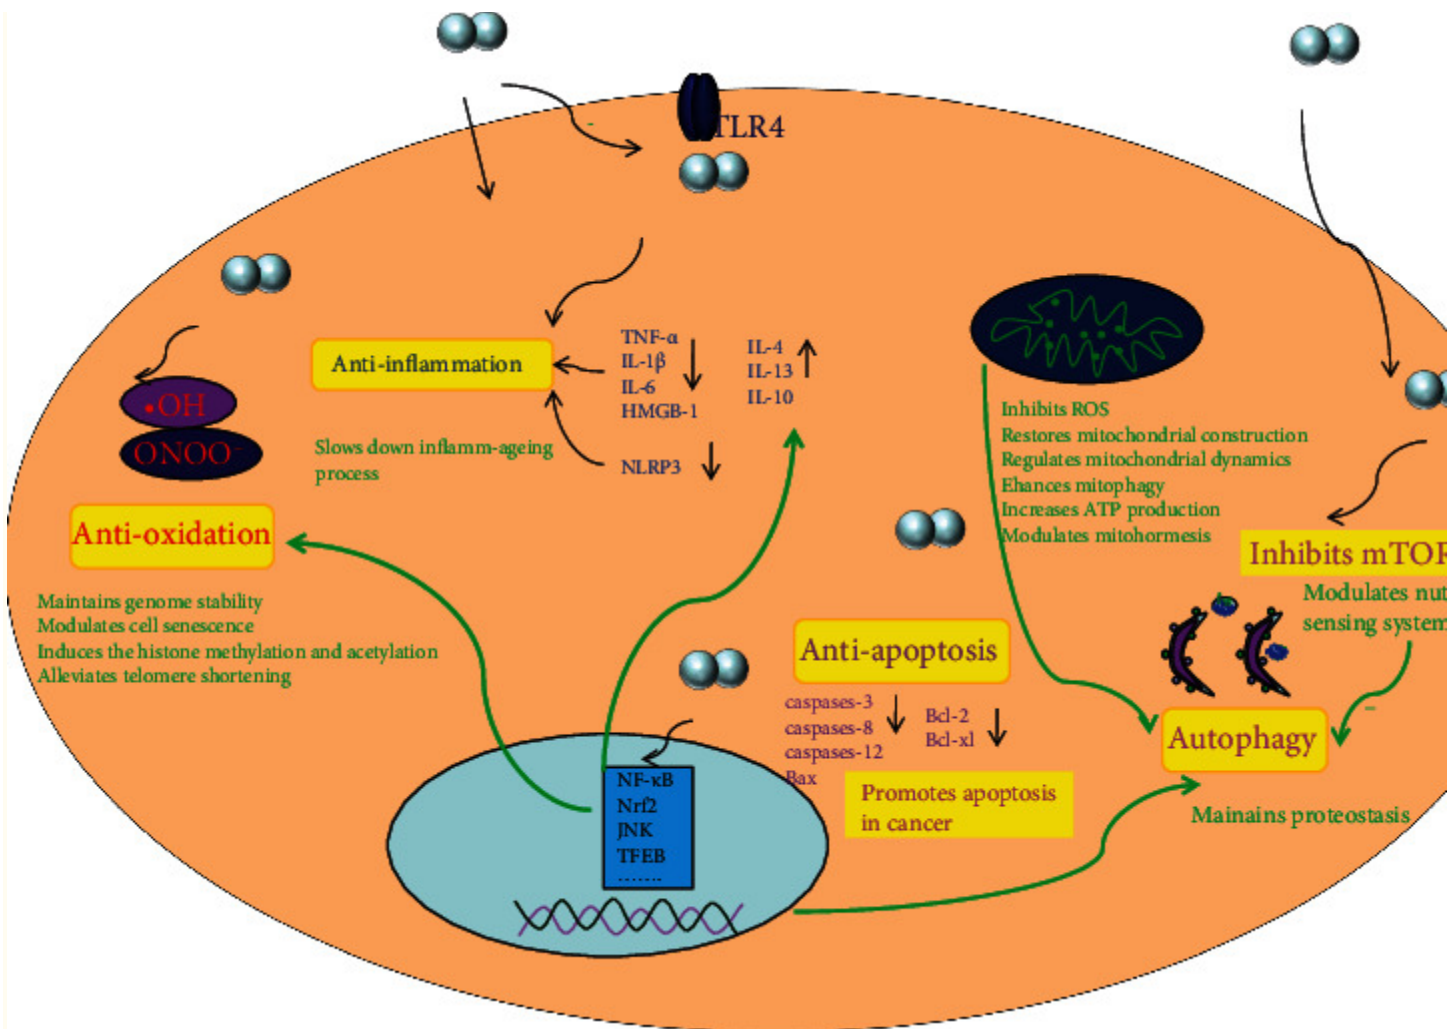 TLR4
Anti-inflammation
TNF-α
IL-1β
IL-6
HMGB-1
NLRP3
IL-4
IL-13
IL-10
Slows down inflamm-ageing
process
•OH
ONOO⁻
Anti-oxidation
Maintains genome stability
Modulates cell senescence
Induces the histone methylation and acetylation
Alleviates telomere shortening
Inhibits ROS
Restores mitochondrial construction
Regulates mitochondrial dynamics
Ehances mitophagy
Increases ATP production
Modulates mitohormesis
Inhibits mTOR
Modulates nut
sensing system
Anti-apoptosis
caspases-3
caspases-8
caspases-12
Bax
Bcl-2
Bcl-xl
Promotes apoptosis
in cancer
Autophagy
Mainains proteostasis
NF-κB
Nrf2
JNK
TFEB
.......